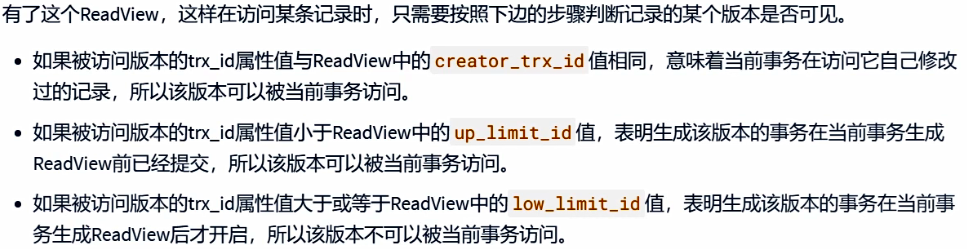 有了这个ReadView，这样在访问某条记录时，只需要按照下边的步骤判断记录的某个版本是否可见。
• 如果被访问版本的trx_id属性值与ReadView中的 creator_trx_id 值相同，意味着当前事务在访问它自己修改
过的记录，所以该版本可以被当前事务访问。
• 如果被访问版本的trx_id属性值小于ReadView中的 up_limit_id 值，表明生成该版本的事务在当前事务生成
ReadView前已经提交，所以该版本可以被当前事务访问。
• 如果被访问版本的trx_id属性值大于或等于ReadView中的 low_limit_id 值，表明生成该版本的事务在当前事
务生成ReadView后才开启，所以该版本不可以被当前事务访问。